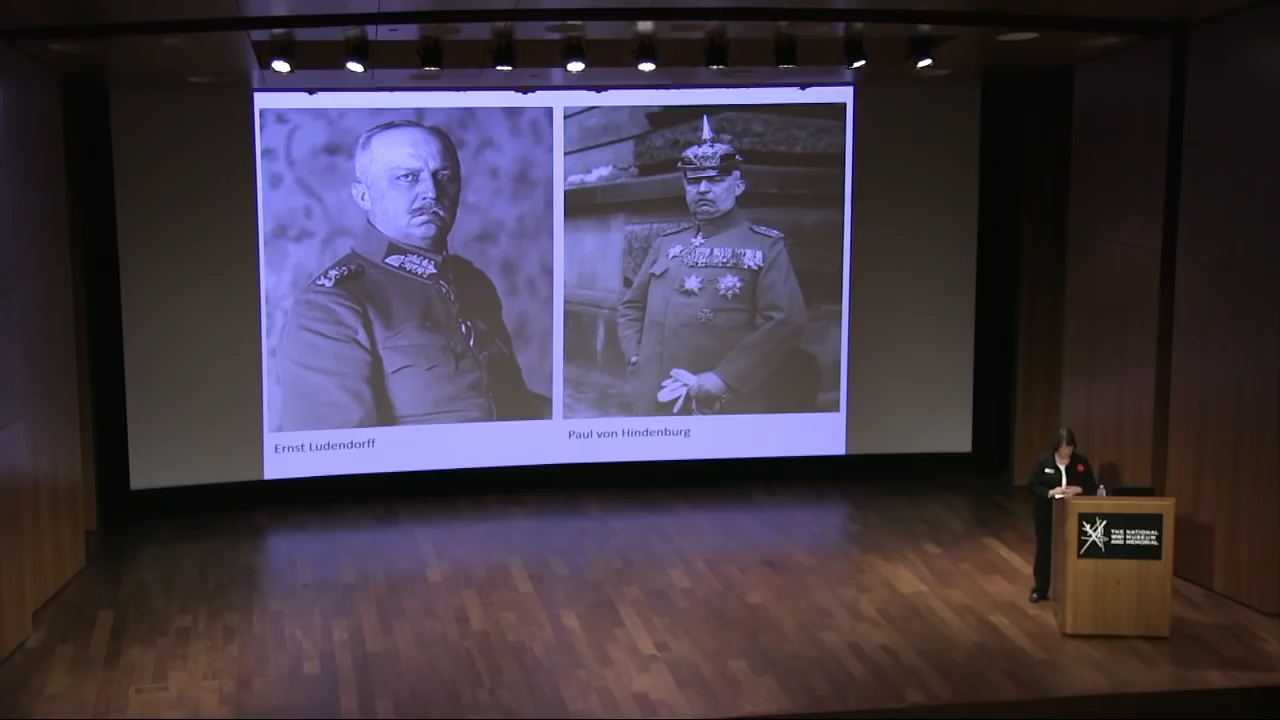 Ernst Ludendorff
Paul von Hindenburg
THE NATIONAL
WWI MUSEUM
AND MEMORIAL